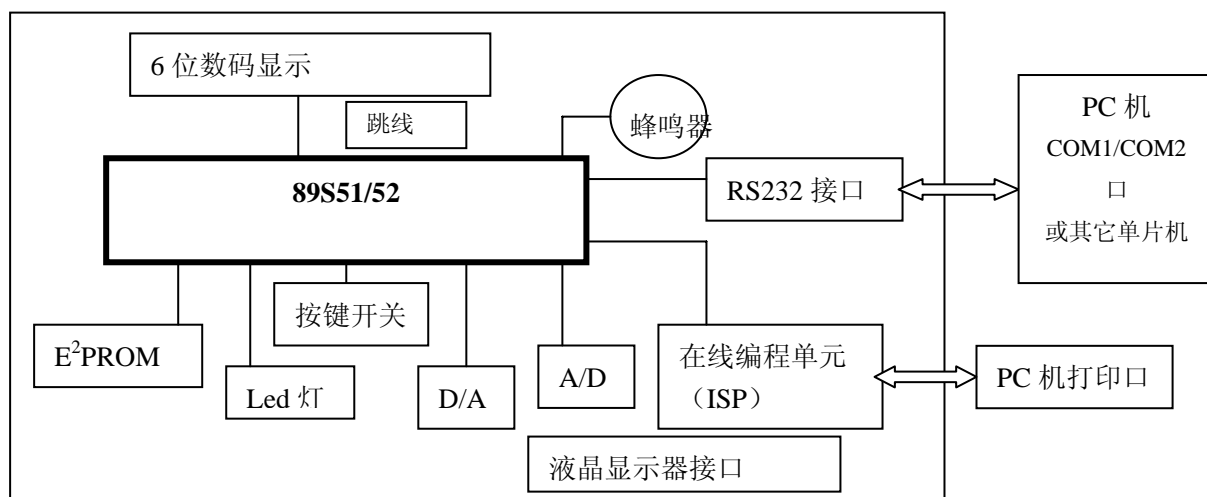 6 位数码显示
跳线
蜂鸣器
PC 机
COM1/COM2
口
或其它单片机
89S51/52
RS232 接口
按键开关
E²PROM
Led 灯
D/A
A/D
在线编程单元
（ISP）
PC 机打印口
液晶显示器接口